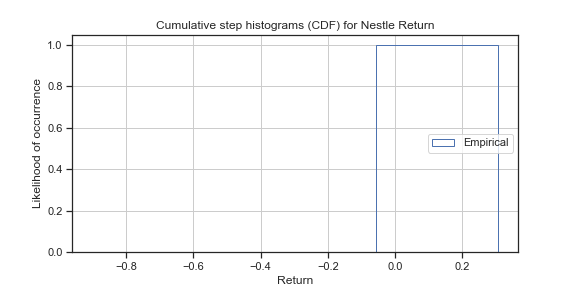 Cumulative step histograms (CDF) for Nestle Return
1.0
0.8
0.6
0.4
0.2
0.0
Likelihood of occurrence
Empirical
−0.8 −0.6 −0.4 −0.2 0.0 0.2
Return